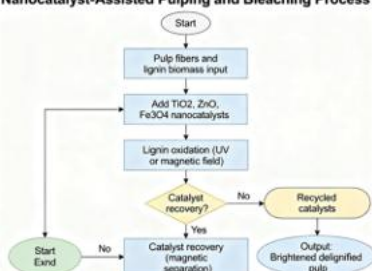 Nanocatalyst-Assisted Pulping and Bleaching Process
Start
Pulp fibers and
lignin biomass input
Add TiO2, ZnO,
Fe3O4 nanocatalysts
Lignin oxidation (UV
or magnetic field)
Catalyst
recovery?
No
Recycled
catalysts
Yes
Start
Exnd
No
Catalyst recovery
(magnetic
separation)
Output:
Brightened delignified
pulp